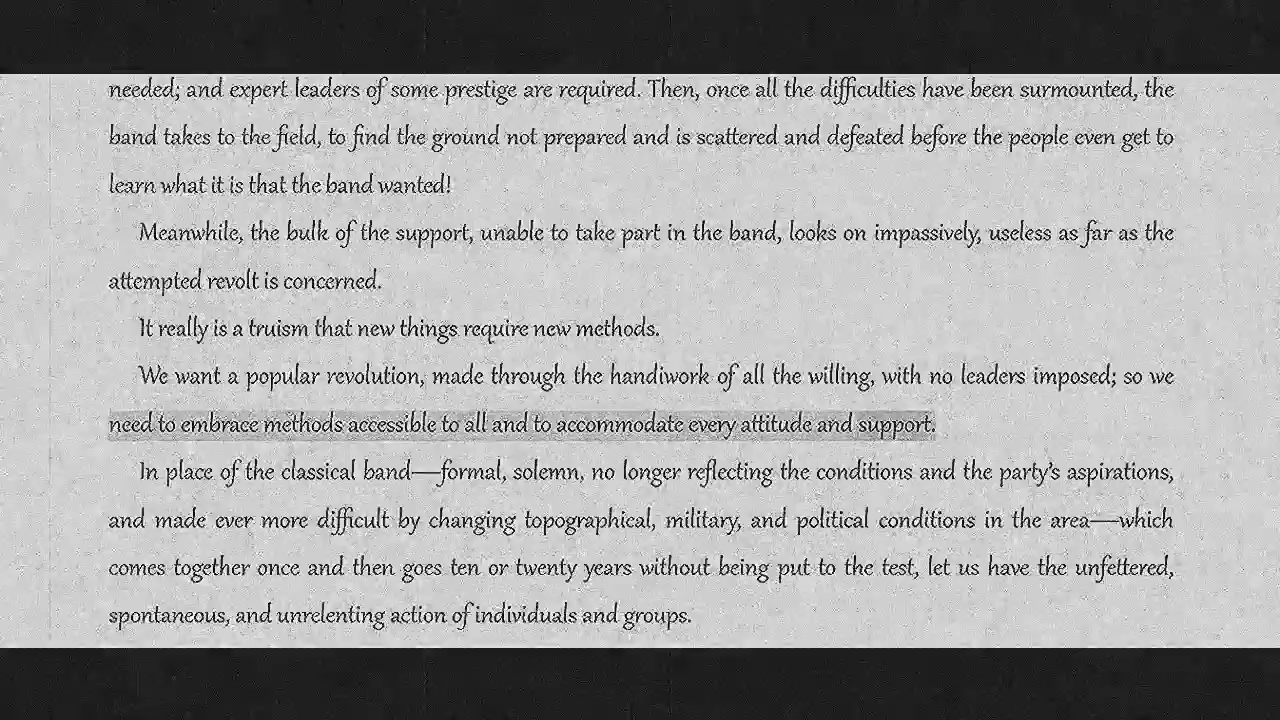 needed; and expert leaders of some prestige are required. Then, once all the difficulties have been surmounted, the
band takes to the field, to find the ground not prepared and is scattered and defeated before the people even get to
learn what it is that the band wanted!
Meanwhile, the bulk of the support, unable to take part in the band, looks on impassively, useless as far as the
attempted revolt is concerned.
It really is a truism that new things require new methods.
We want a popular revolution, made through the handiwork of all the willing, with no leaders imposed; so we
need to embrace methods accessible to all and to accommodate every attitude and support.
In place of the classical band—formal, solemn, no longer reflecting the conditions and the party's aspirations,
and made ever more difficult by changing topographical, military, and political conditions in the area—which
comes together once and then goes ten or twenty years without being put to the test, let us have the unfettered,
spontaneous, and unrelenting action of individuals and groups.